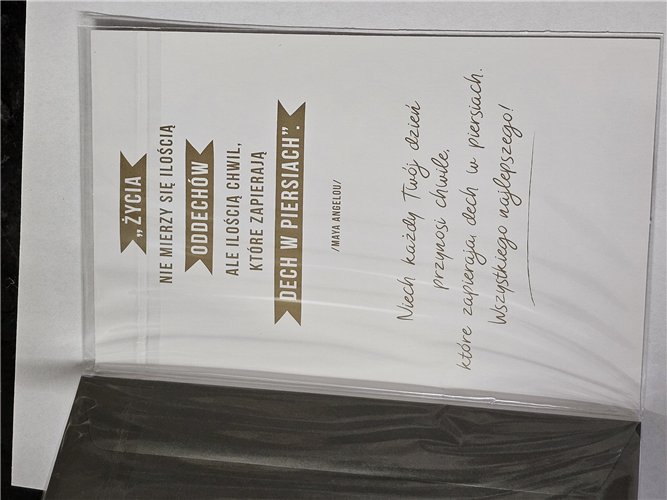 „ŻYCIA
NIE MIERZY SIĘ ILOŚCIĄ
ODDECHÓW
ALE ILOŚCIĄ CHWIL,
KTÓRE ZAPIERAJĄ
DECH W PIERSIACH”.
/MAYA ANGELOU/
Niech każdy Twój dzień
przynosi chwile,
które zapierają dech w piersiach.
Wszystkiego najlepszego!